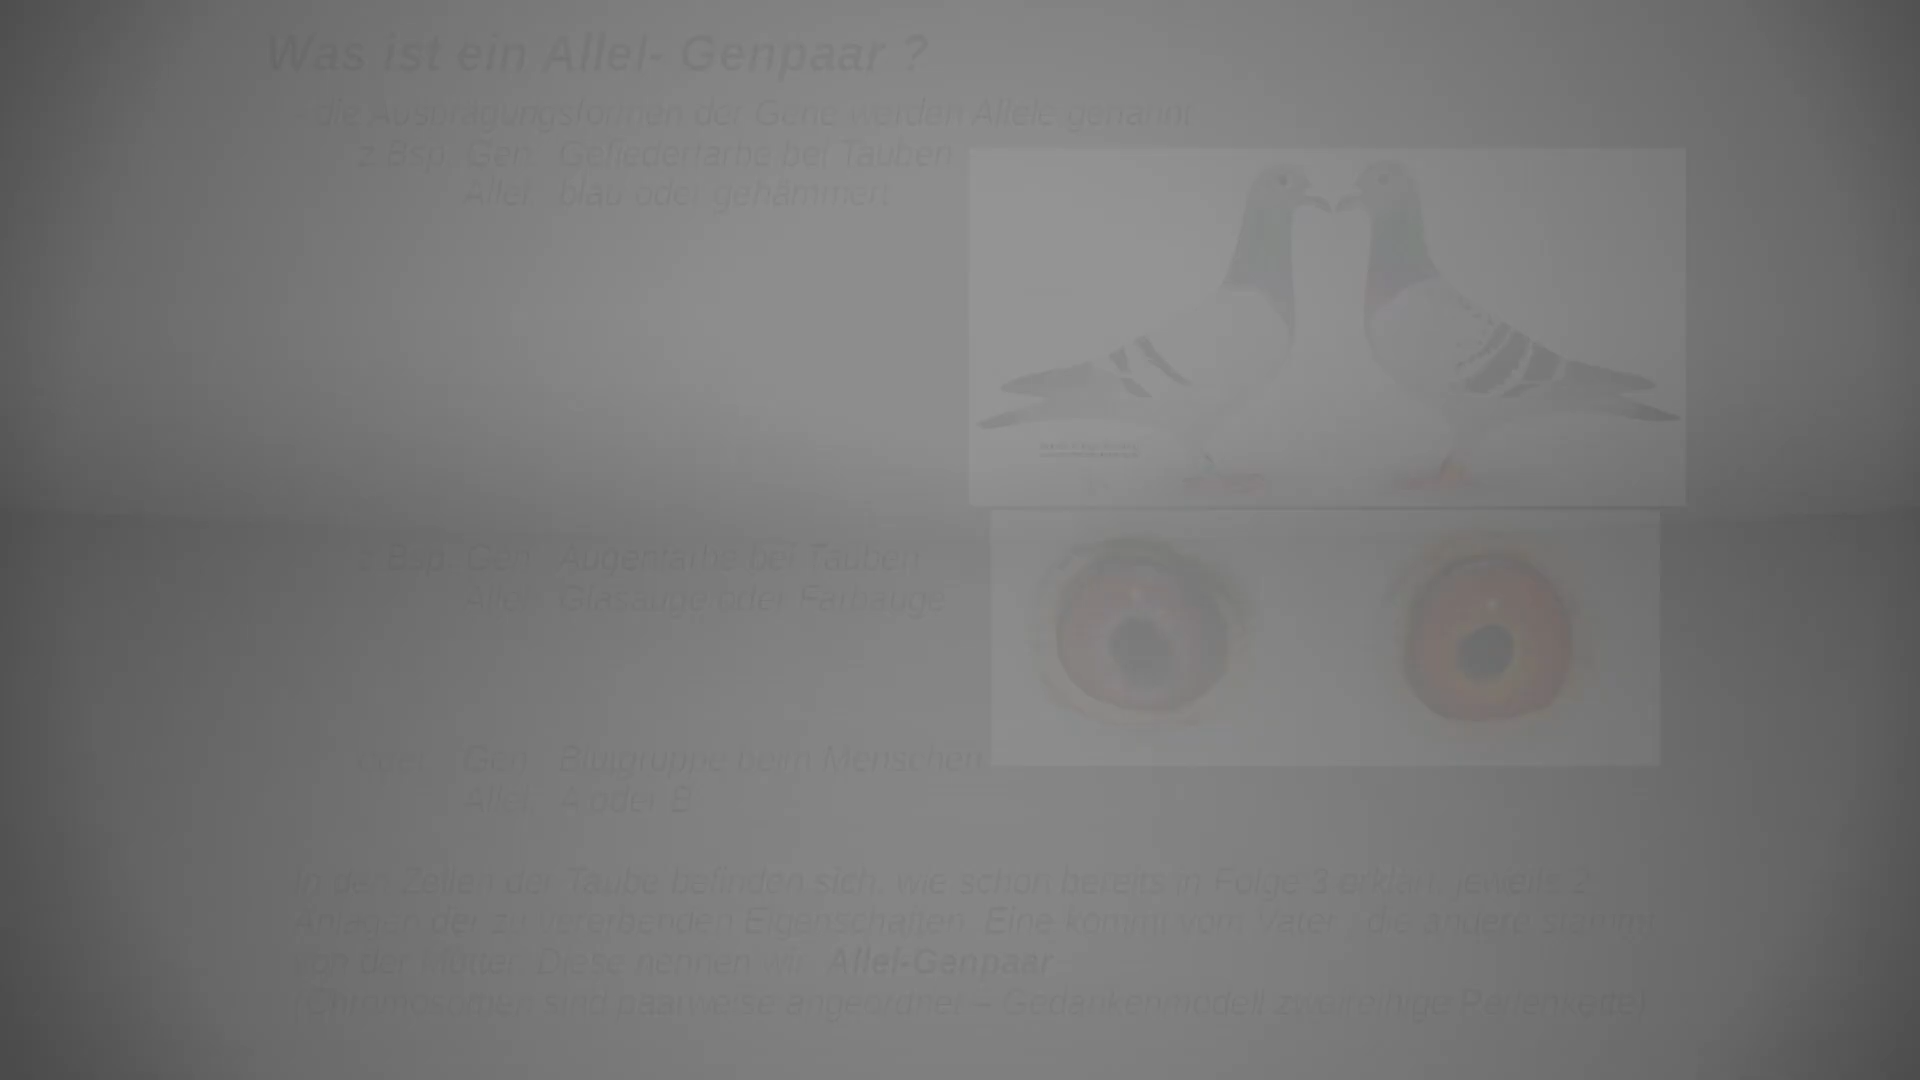 Was ist ein Allel- Genpaar ?
- die Ausprägungsformen der Gene werden Allele genannt
z.Bsp. Gen: Gefiederfarbe bei Tauben
Allel: blau oder gehämmert
z.Bsp. Gen: Augenfarbe bei Tauben
Allel: Glasauge oder Farbauge
oder Gen: Blutgruppe beim Menschen
Allel: A oder B
In den Zellen der Taube befinden sich, wie schon bereits in Folge 3 erklärt, jeweils 2
Anlagen der zu vererbenden Eigenschaften. Eine kommt vom Vater, die andere stammt
von der Mutter. Diese nennen wir Allel-Genpaar
(Chromosomen sind paarweise angeordnet – Gedankenmodell zweireihige Perlenkette)